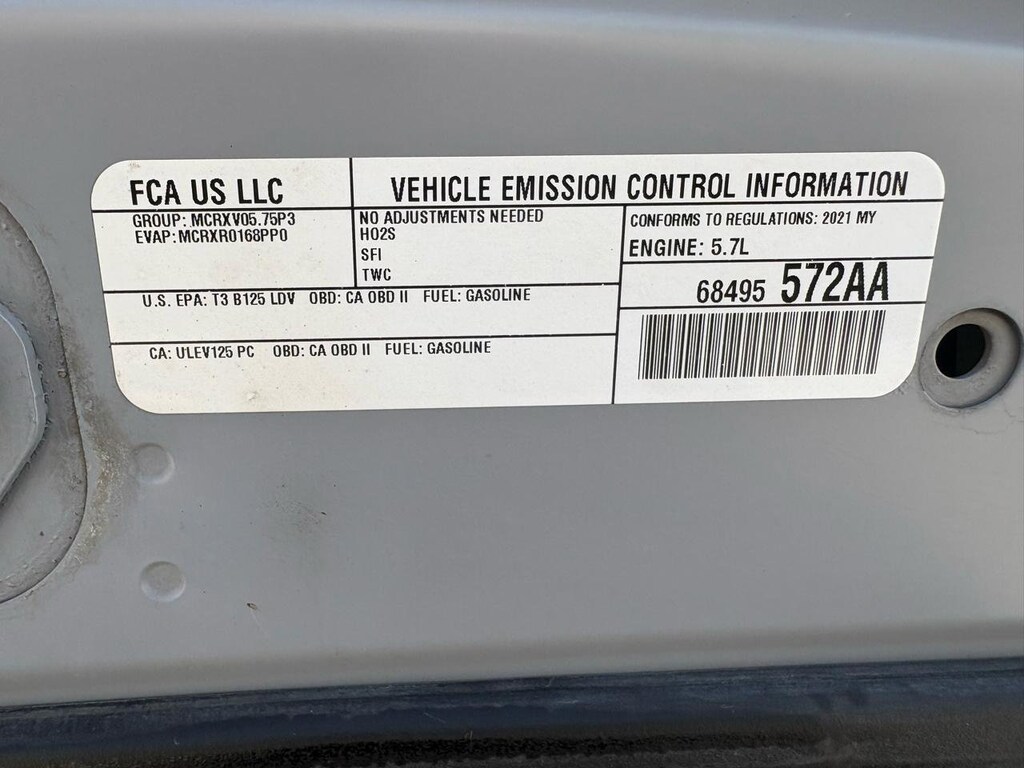 FCA US LLC
VEHICLE EMISSION CONTROL INFORMATION
GROUP: MCRXV05.75P3
EVAP: MCRXR0168PP0
NO ADJUSTMENTS NEEDED
HO2S
SFI
TWC
CONFORMS TO REGULATIONS: 2021 MY
ENGINE: 5.7L
U.S. EPA: T3 B125 LDV OBD: CA OBD II FUEL: GASOLINE
CA: ULEV125 PC OBD: CA OBD II FUEL: GASOLINE
68495 572AA